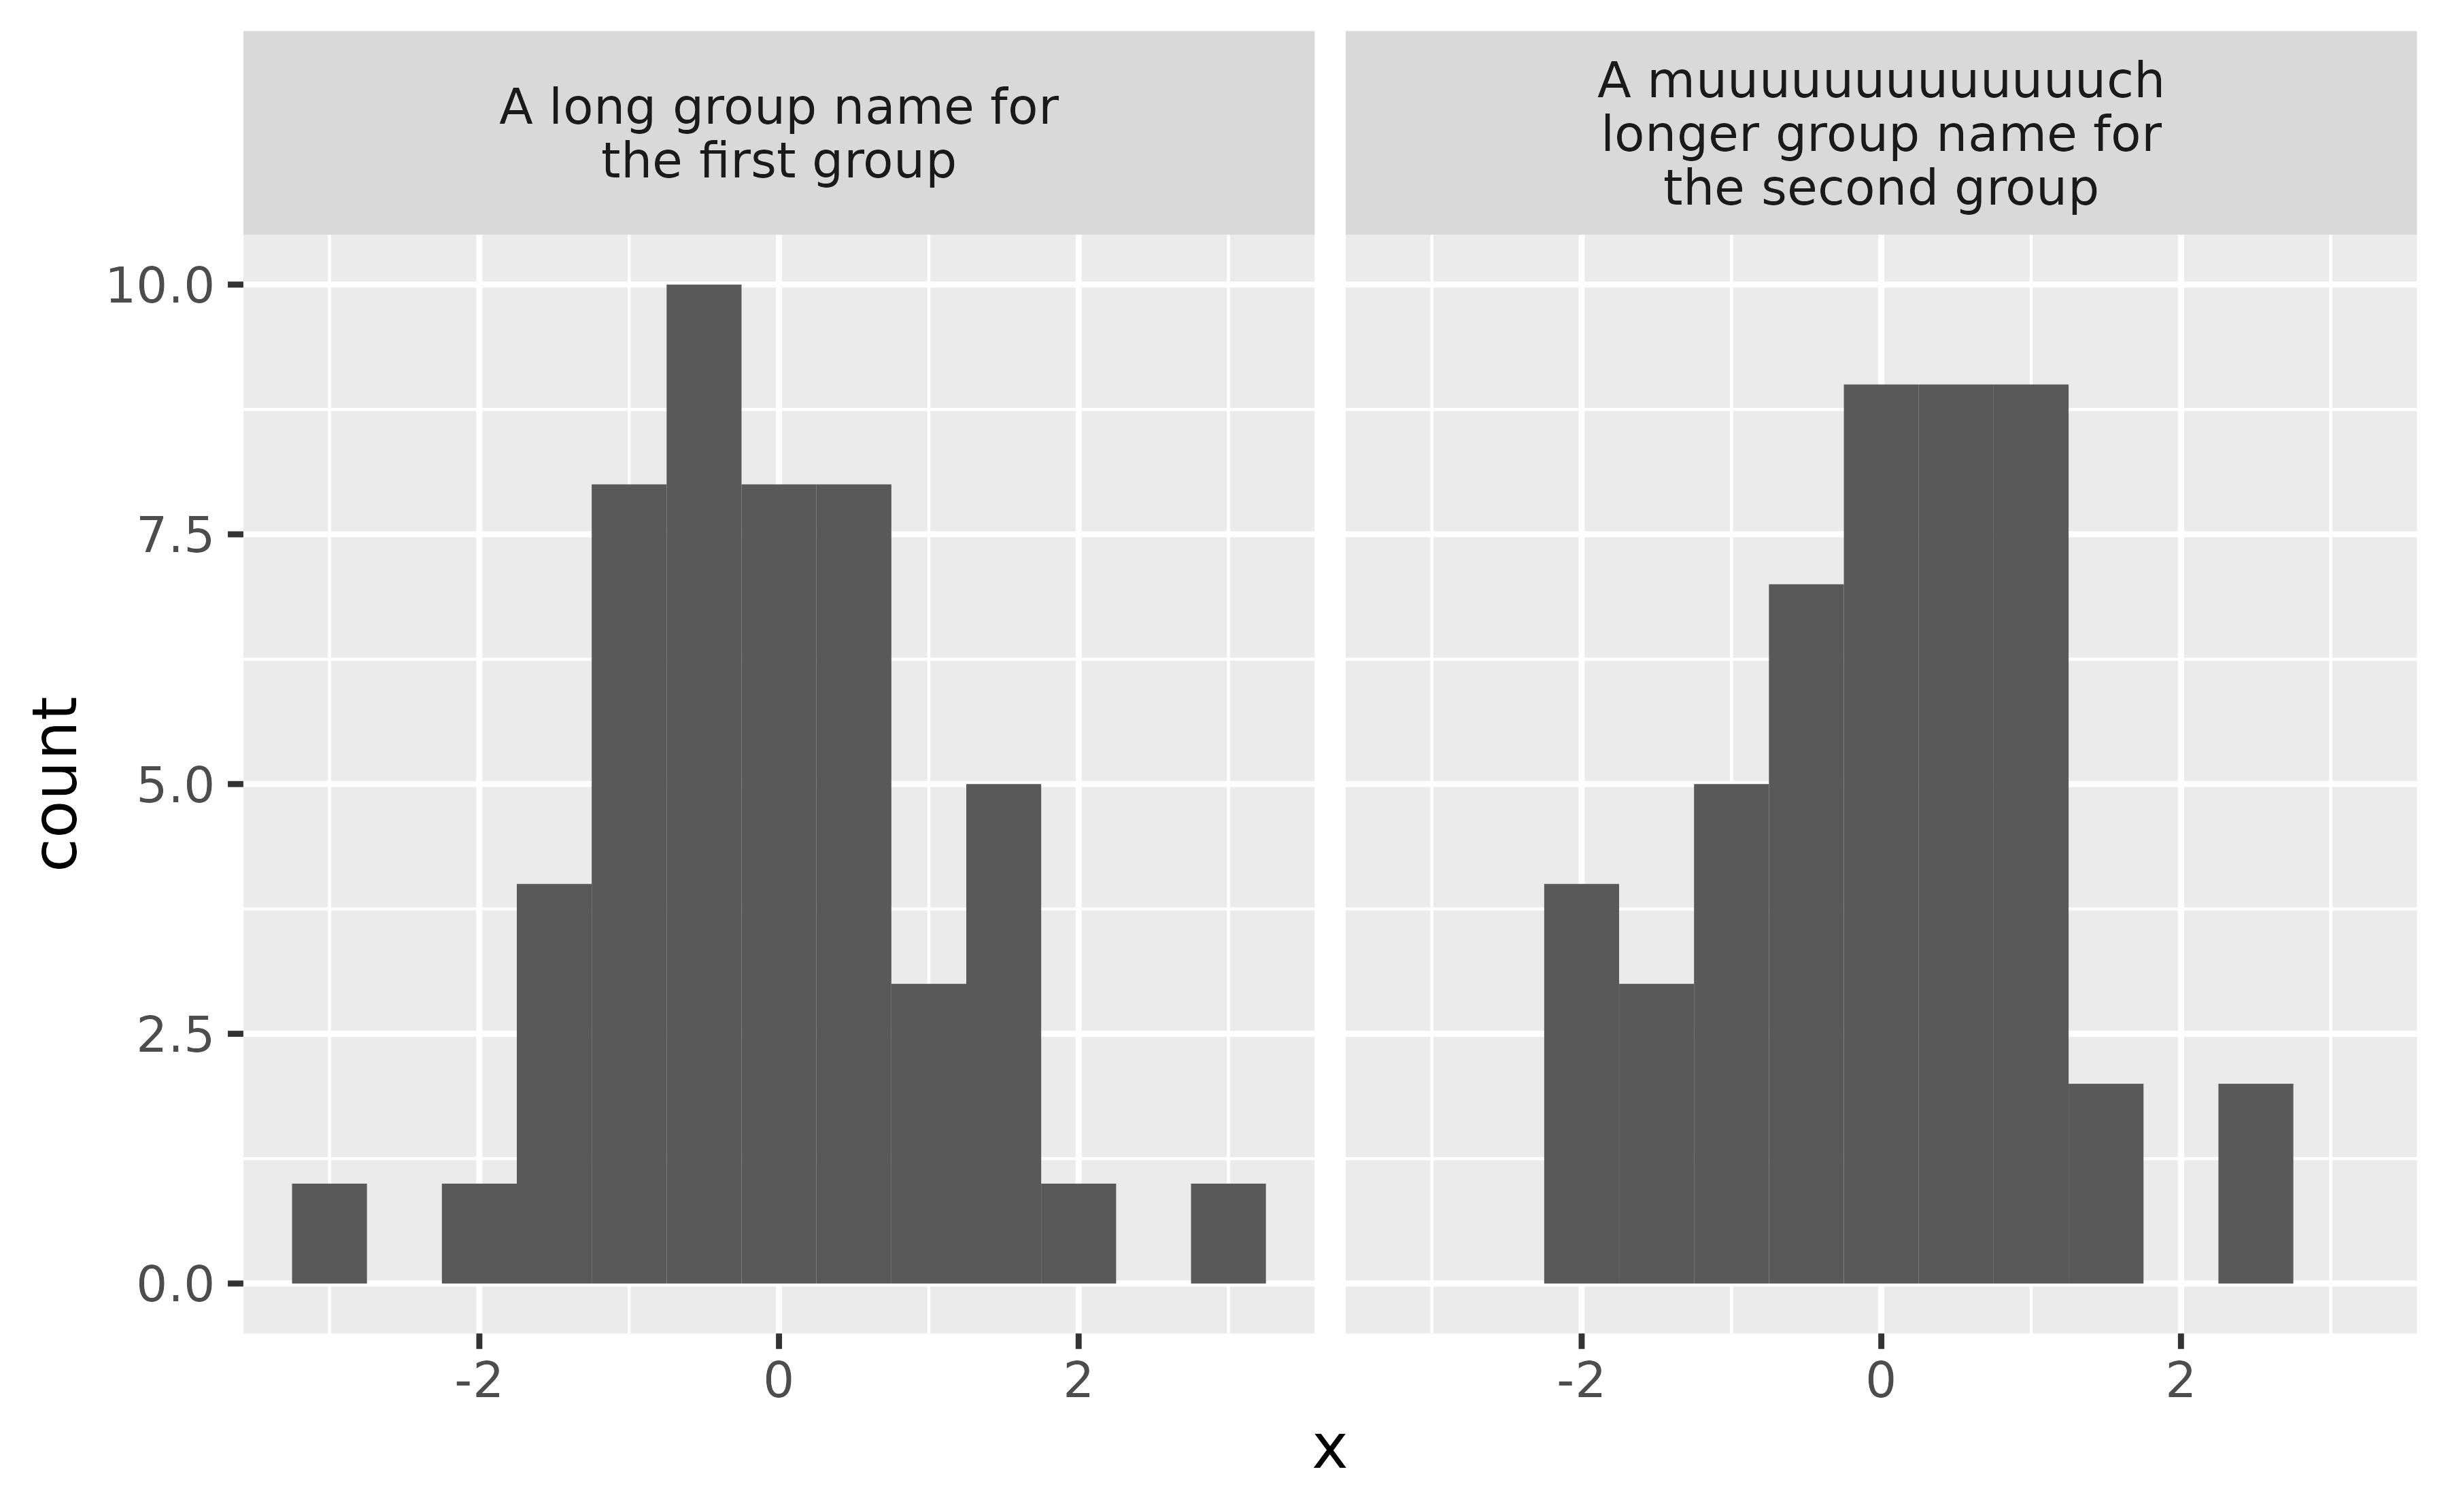 A long group name for
the first group
A muuuuuuuuuuuuuch
longer group name for
the second group
10.0
7.5
5.0
2.5
0.0
count
-2 0 2
-2 0 2
x